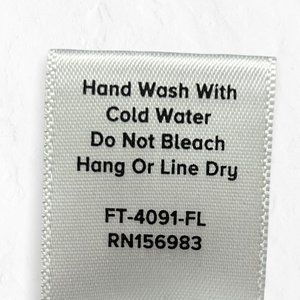 Hand Wash With
Cold Water
Do Not Bleach
Hang Or Line Dry
FT-4091-FL
RN156983